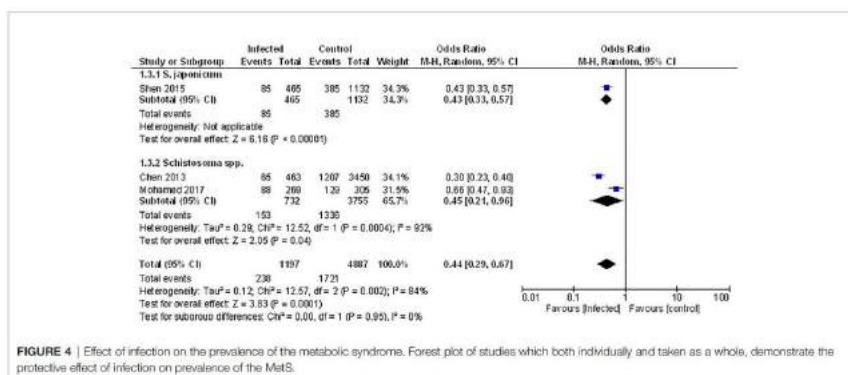 Infected Control Odds Ratio Odds Ratio
Study or Subgroup Events Total Events Total Weight M-H, Random, 95% CI M-H, Random, 95% CI
1.3.1 S. japonicum
Shen 2015 85 465 385 1132 34.3% 0.43 [0.33, 0.57]
Subtotal (95% CI) 465 1132 34.3% 0.43 [0.33, 0.57]
Total events 85 385
Heterogeneity: Not applicable
Test for overall effect: Z = 6.16 (P < 0.00001)
1.3.2 Schistosoma spp.
Chen 2013 65 463 1207 3450 34.1% 0.30 [0.23, 0.40]
Mohamed 2017 88 269 129 305 31.5% 0.66 [0.47, 0.93]
Subtotal (95% CI) 732 3755 65.7% 0.45 [0.21, 0.96]
Total events 153 1336
Heterogeneity: Tau² = 0.29; Chi² = 12.52, df = 1 (P = 0.0004); I² = 92%
Test for overall effect: Z = 2.05 (P = 0.04)
Total (95% CI) 1197 4887 100.0% 0.44 [0.29, 0.67]
Total events 238 1721
Heterogeneity: Tau² = 0.12; Chi² = 12.57, df = 2 (P = 0.002); I² = 84%
Test for overall effect: Z = 3.83 (P = 0.0001)
Test for subgroup differences: Chi² = 0.00, df = 1 (P = 0.95), I² = 0%
0.01 0.1 1 10 100
Favours [Infected] Favours [control]
FIGURE 4 | Effect of infection on the prevalence of the metabolic syndrome. Forest plot of studies which both individually and taken as a whole, demonstrate the
protective effect of infection on prevalence of the MetS.